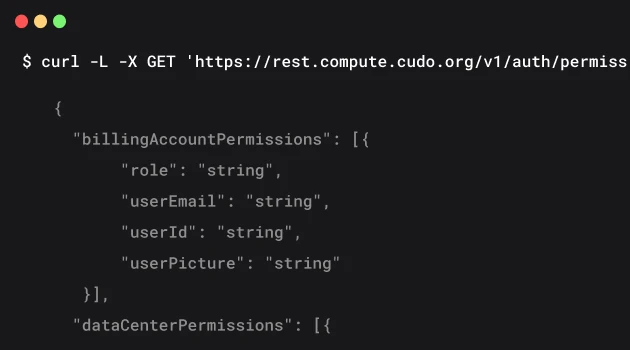 $ curl -L -X GET 'https://rest.compute.cudo.org/v1/auth/permiss
{
"billingAccountPermissions": [{
"role": "string",
"userEmail": "string",
"userId": "string",
"userPicture": "string"
}],
"dataCenterPermissions": [{